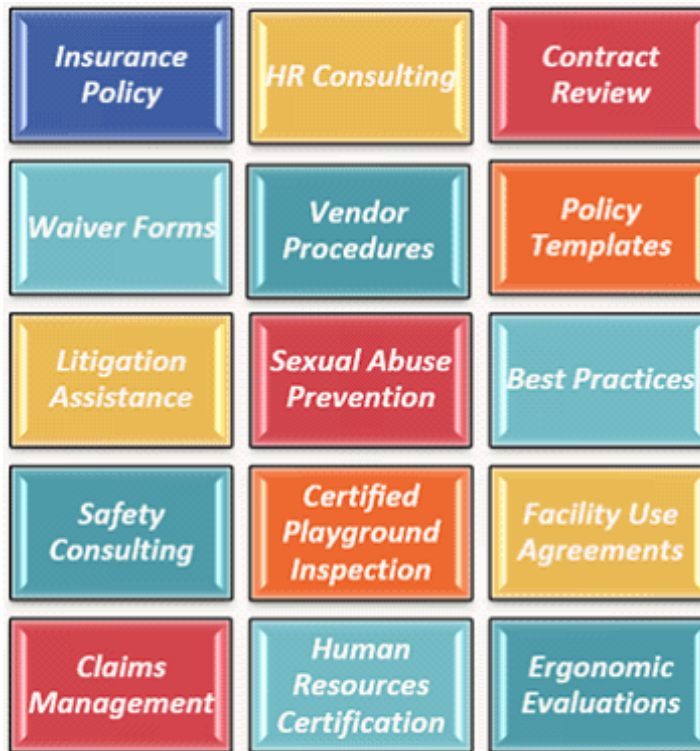 Insurance
Policy
HR Consulting
Contract
Review
Waiver Forms
Vendor
Procedures
Policy
Templates
Litigation
Assistance
Sexual Abuse
Prevention
Best Practices
Safety
Consulting
Certified
Playground
Inspection
Facility Use
Agreements
Claims
Management
Human
Resources
Certification
Ergonomic
Evaluations